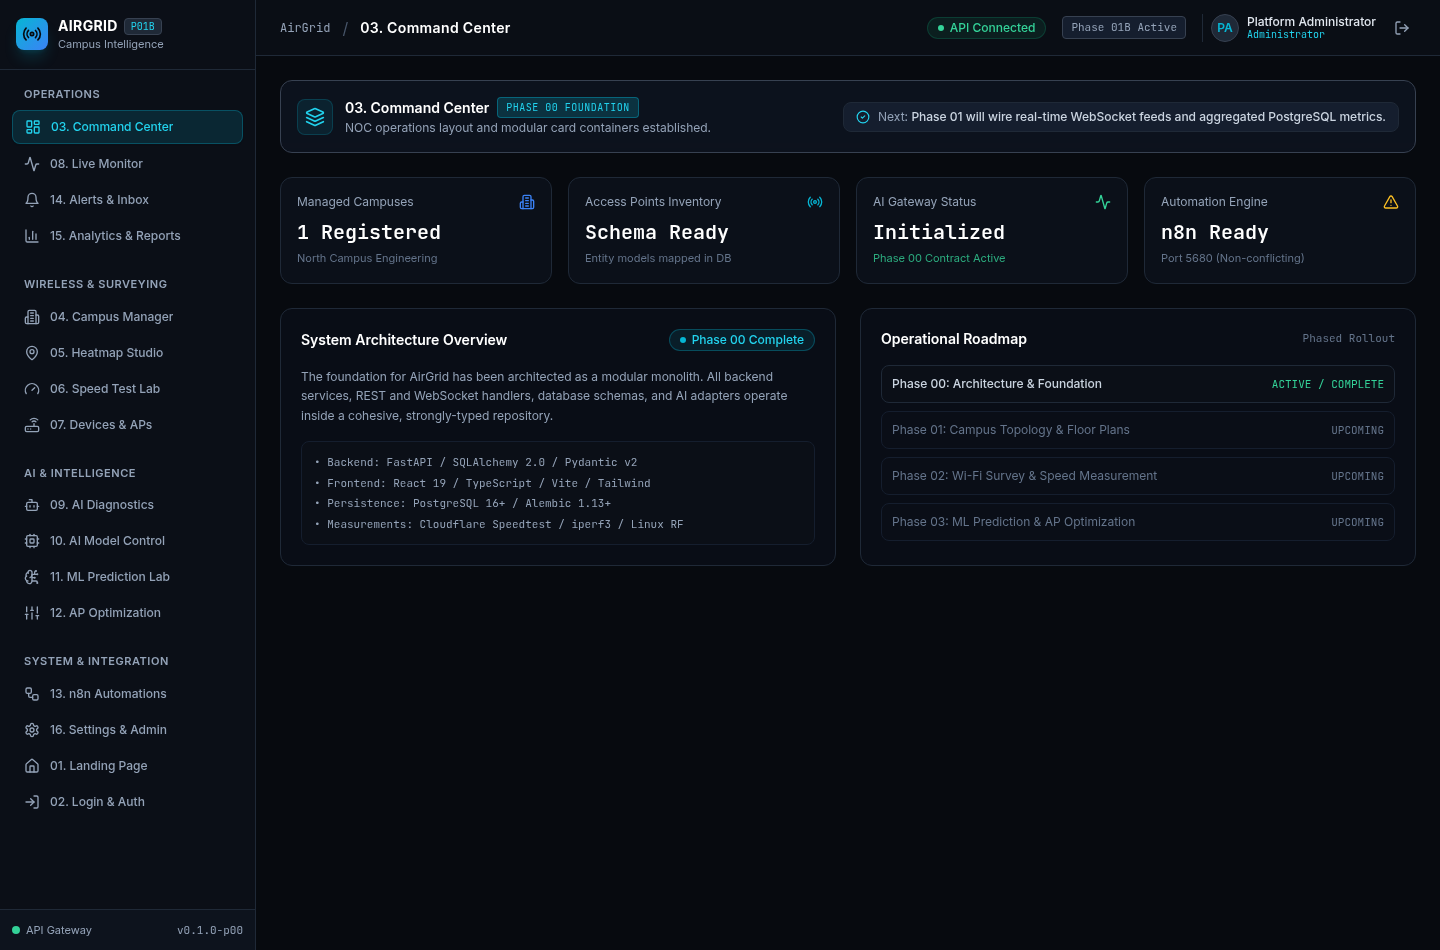 AIRGRID P01B
Campus Intelligence
OPERATIONS
03. Command Center
08. Live Monitor
14. Alerts & Inbox
15. Analytics & Reports
WIRELESS & SURVEYING
04. Campus Manager
05. Heatmap Studio
06. Speed Test Lab
07. Devices & APs
AI & INTELLIGENCE
09. AI Diagnostics
10. AI Model Control
11. ML Prediction Lab
12. AP Optimization
SYSTEM & INTEGRATION
13. n8n Automations
16. Settings & Admin
01. Landing Page
02. Login & Auth
API Gateway v0.1.0-p00
AirGrid / 03. Command Center
API Connected
Phase 01B Active
PA
Platform Administrator
Administrator
03. Command Center PHASE 00 FOUNDATION
NOC operations layout and modular card containers established.
Next: Phase 01 will wire real-time WebSocket feeds and aggregated PostgreSQL metrics.
Managed Campuses
1 Registered
North Campus Engineering
Access Points Inventory
Schema Ready
Entity models mapped in DB
AI Gateway Status
Initialized
Phase 00 Contract Active
Automation Engine
n8n Ready
Port 5680 (Non-conflicting)
System Architecture Overview Phase 00 Complete
The foundation for AirGrid has been architected as a modular monolith. All backend
services, REST and WebSocket handlers, database schemas, and AI adapters operate
inside a cohesive, strongly-typed repository.
• Backend: FastAPI / SQLAlchemy 2.0 / Pydantic v2
• Frontend: React 19 / TypeScript / Vite / Tailwind
• Persistence: PostgreSQL 16+ / Alembic 1.13+
• Measurements: Cloudflare Speedtest / iperf3 / Linux RF
Operational Roadmap Phased Rollout
Phase 00: Architecture & Foundation ACTIVE / COMPLETE
Phase 01: Campus Topology & Floor Plans UPCOMING
Phase 02: Wi-Fi Survey & Speed Measurement UPCOMING
Phase 03: ML Prediction & AP Optimization UPCOMING